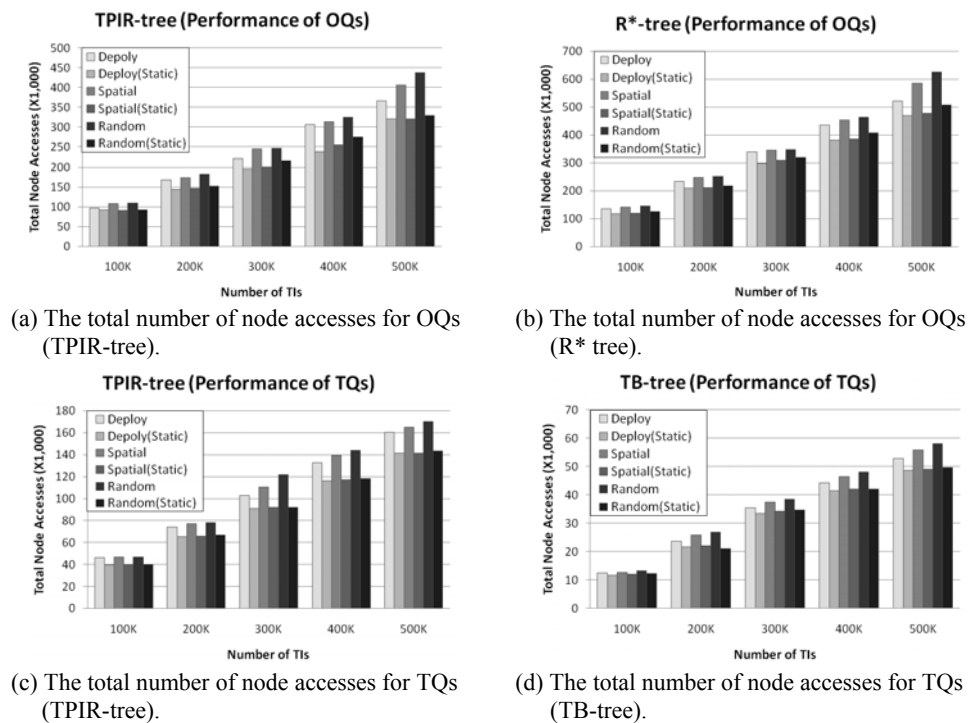 TPIR-tree (Performance of OQs)
Total Node Accesses (X1,000)
500
450
400
350
300
250
200
150
100
50
0
Depoly
Deploy(Static)
Spatial
Spatial(Static)
Random
Random(Static)
100K 200K 300K 400K 500K
Number of TIs
(a) The total number of node accesses for OQs
(TPIR-tree).
R*-tree (Performance of OQs)
Total Node Accesses (X1,000)
700
600
500
400
300
200
100
0
Deploy
Deploy(Static)
Spatial
Spatial(Static)
Random
Random(Static)
100K 200K 300K 400K 500K
Number of TIs
(b) The total number of node accesses for OQs
(R* tree).
TPIR-tree (Performance of TQs)
Total Node Accesses (X1,000)
180
160
140
120
100
80
60
40
20
0
Deploy
Depoly(Static)
Spatial
Spatial(Static)
Random
Random(Static)
100K 200K 300K 400K 500K
Number of TIs
(c) The total number of node accesses for TQs
(TPIR-tree).
TB-tree (Performance of TQs)
Total Node Accesses (X1,000)
70
60
50
40
30
20
10
0
Deploy
Deploy(Static)
Spatial
Spatial(Static)
Random
Random(Static)
100K 200K 300K 400K 500K
Number of TIs
(d) The total number of node accesses for TQs
(TB-tree).